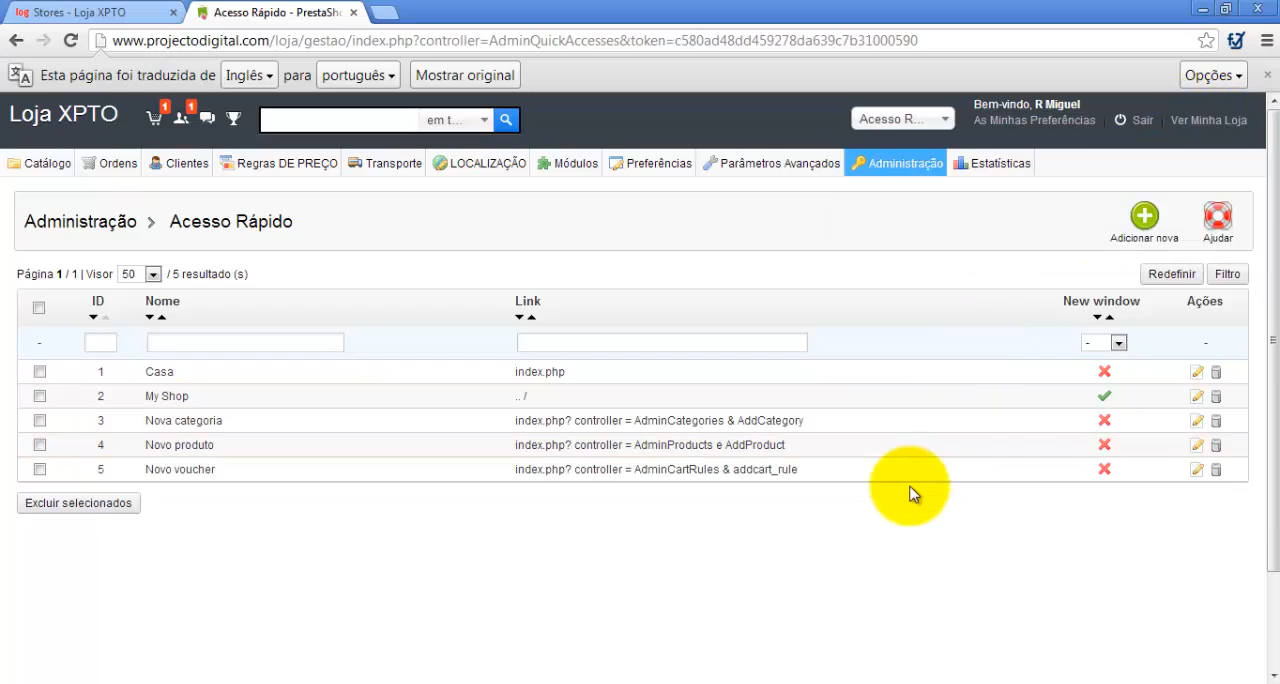 log Stores - Loja XPTO
Acesso Rápido - PrestaSho
www.projectodigital.com/loja/gestao/index.php?controller=AdminQuickAccesses&token=c580ad48dd459278da639c7b31000590
Esta página foi traduzida de Inglês para português Mostrar original Opções
Loja XPTO 1 1 em t... Acesso R... Bem-vindo, R Miguel
As Minhas Preferências Sair Ver Minha Loja
Catálogo Ordens Clientes Regras DE PREÇO Transporte LOCALIZAÇÃO Módulos Preferências Parâmetros Avançados Administração Estatísticas
Administração > Acesso Rápido Adicionar nova Ajudar
Página 1 / 1 | Visor 50 / 5 resultado (s) Redefinir Filtro
ID Nome Link New window Ações
- - -
1 Casa index.php
2 My Shop .. /
3 Nova categoria index.php? controller = AdminCategories & AddCategory
4 Novo produto index.php? controller = AdminProducts e AddProduct
5 Novo voucher index.php? controller = AdminCartRules & addcart_rule
Excluir selecionados